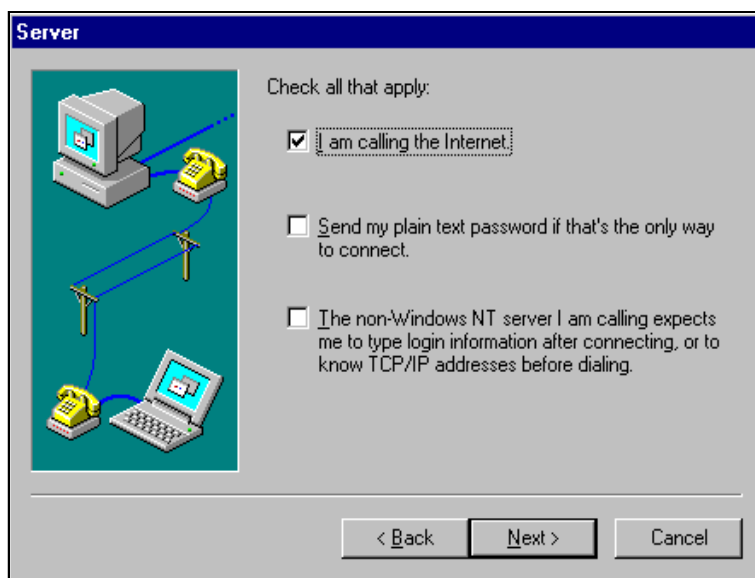 Server
Check all that apply:
I am calling the Internet.
Send my plain text password if that's the only way
to connect.
The non-Windows NT server I am calling expects
me to type login information after connecting, or to
know TCP/IP addresses before dialing.
< Back
Next >
Cancel